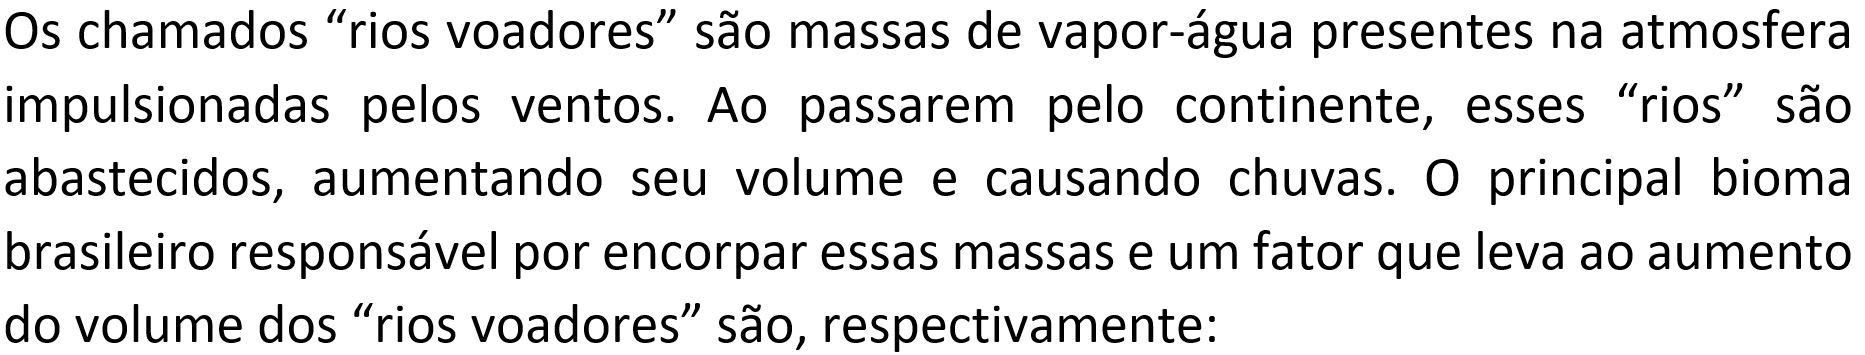 Os chamados “rios voadores” são massas de vapor-água presentes na atmosfera
impulsionadas pelos ventos. Ao passarem pelo continente, esses “rios” são
abastecidos, aumentando seu volume e causando chuvas. O principal bioma
brasileiro responsável por encorpar essas massas e um fator que leva ao aumento
do volume dos “rios voadores” são, respectivamente: